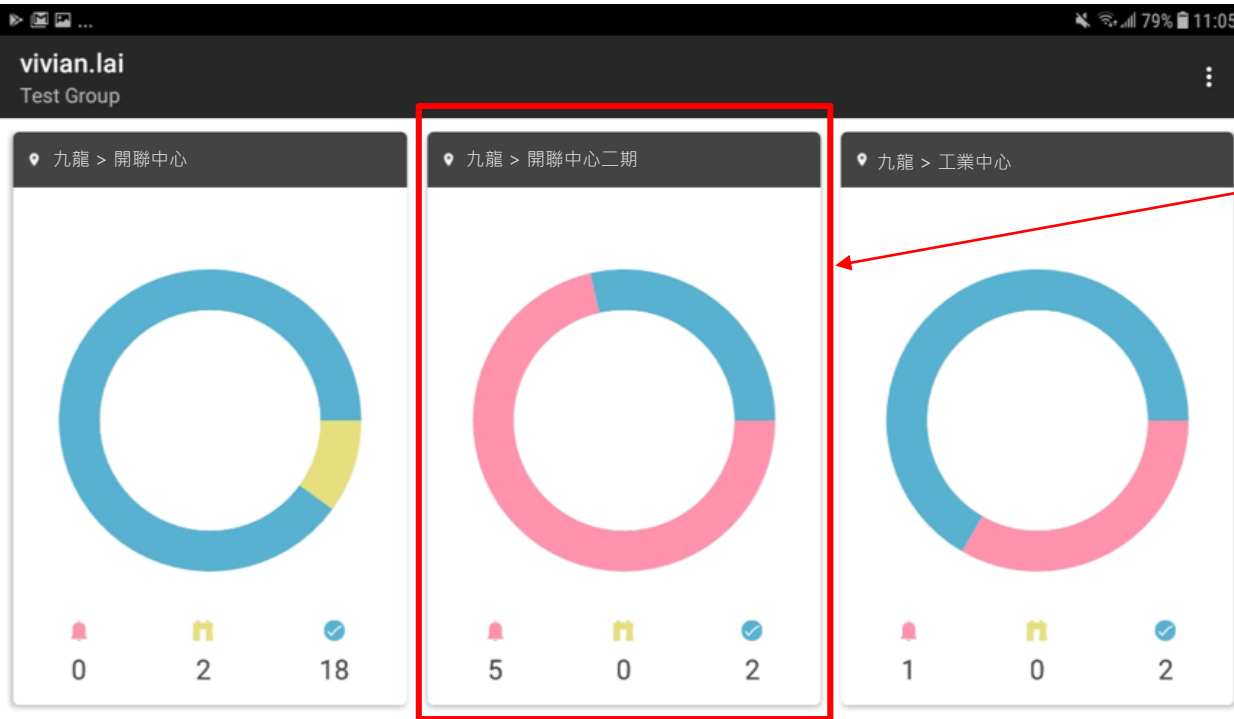 ... 79% 11:05
vivian.lai
Test Group
九龍 > 開聯中心
0 2 18
九龍 > 開聯中心二期
5 0 2
九龍 > 工業中心
1 0 2